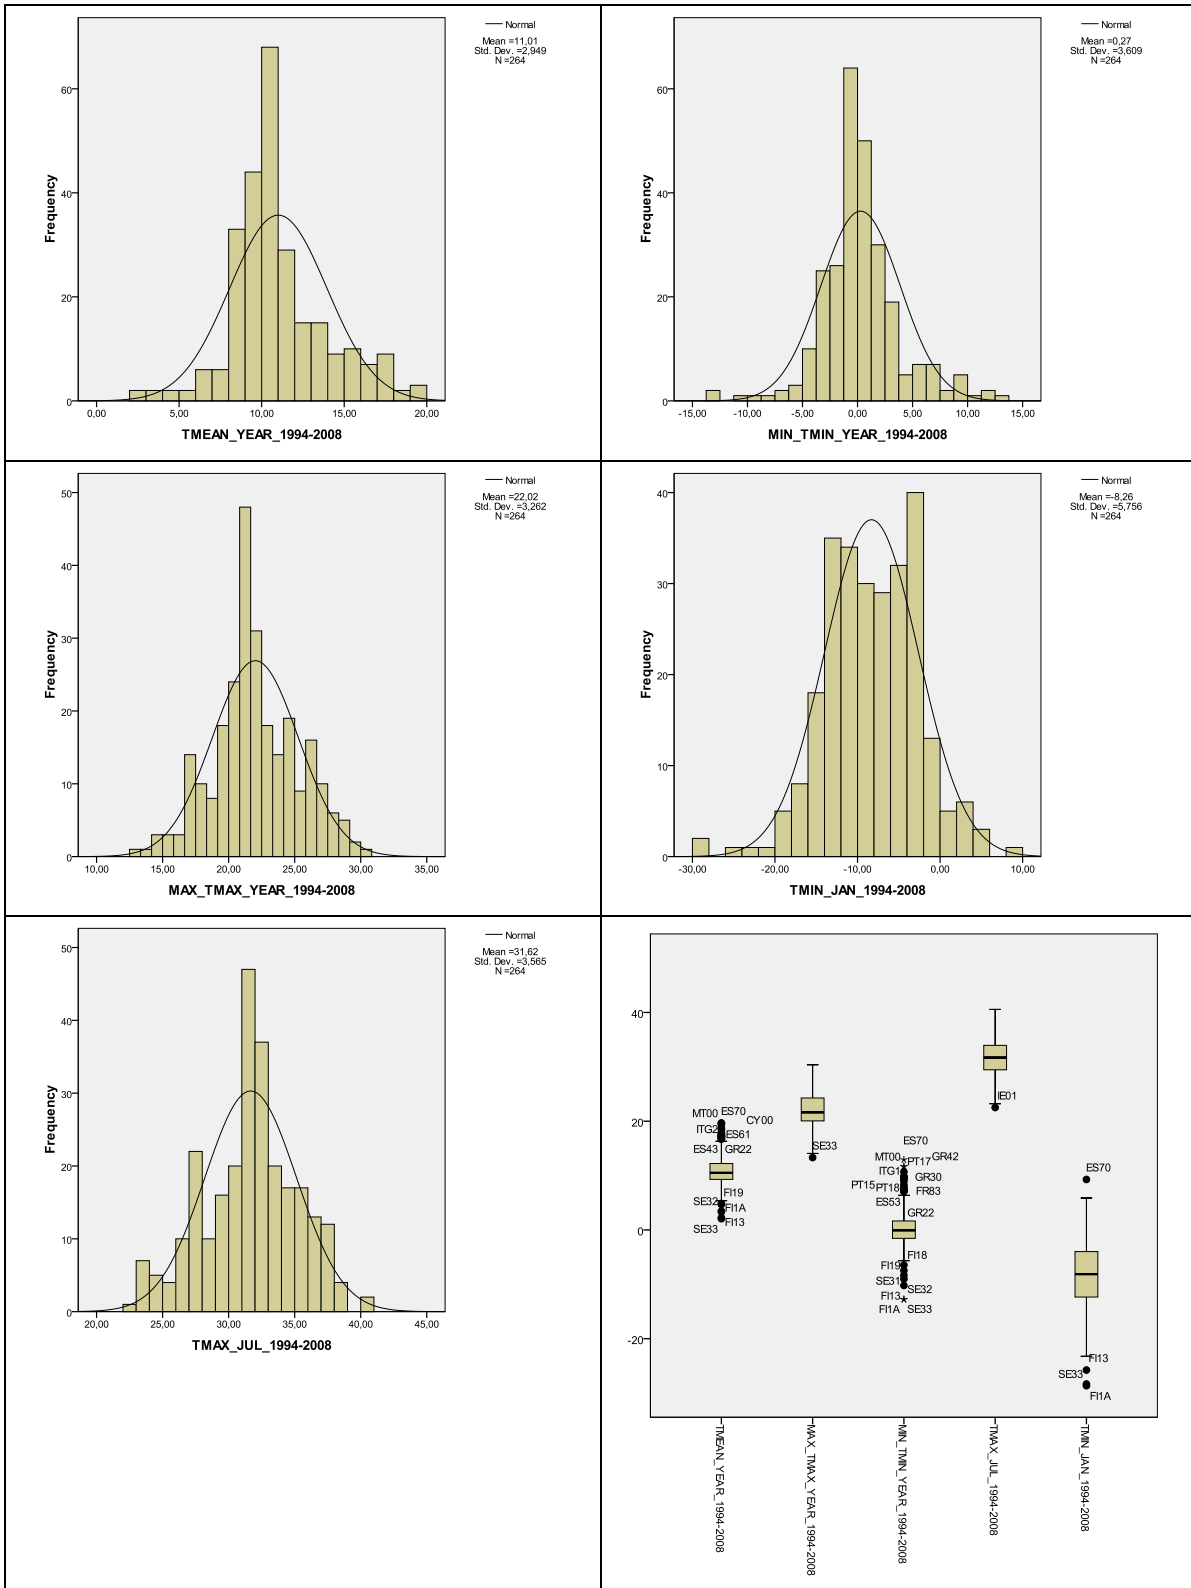 Normal
Mean =11,01
Std. Dev. =2,949
N =264
Frequency
60
40
20
0
0,00 5,00 10,00 15,00 20,00
TMEAN_YEAR_1994-2008
Normal
Mean =0,27
Std. Dev. =3,609
N =264
Frequency
60
40
20
0
-15,00 -10,00 -5,00 0,00 5,00 10,00 15,00
MIN_TMIN_YEAR_1994-2008
Normal
Mean =22,02
Std. Dev. =3,262
N =264
Frequency
50
40
30
20
10
0
10,00 15,00 20,00 25,00 30,00 35,00
MAX_TMAX_YEAR_1994-2008
Normal
Mean =-8,26
Std. Dev. =5,756
N =264
Frequency
40
30
20
10
0
-30,00 -20,00 -10,00 0,00 10,00
TMIN_JAN_1994-2008
Normal
Mean =31,62
Std. Dev. =3,565
N =264
Frequency
50
40
30
20
10
0
20,00 25,00 30,00 35,00 40,00 45,00
TMAX_JUL_1994-2008
40
20
0
-20
MT00 ES70
CY00
ITG2 ES61
ES43 GR22
FI19
SE32 FI1A
FI13
SE33
SE33
ES70
MT00 PT17 GR42
ITG1 GR30
PT15 PT18 FR83
ES53
GR22
FI18
FI19
SE31 SE32
FI13
FI1A SE33
IE01
ES70
FI13
SE33
FI1A
TMEAN_YEAR_1994-2008
MAX_TMAX_YEAR_1994-2008
MIN_TMIN_YEAR_1994-2008
TMAX_JUL_1994-2008
TMIN_JAN_1994-2008